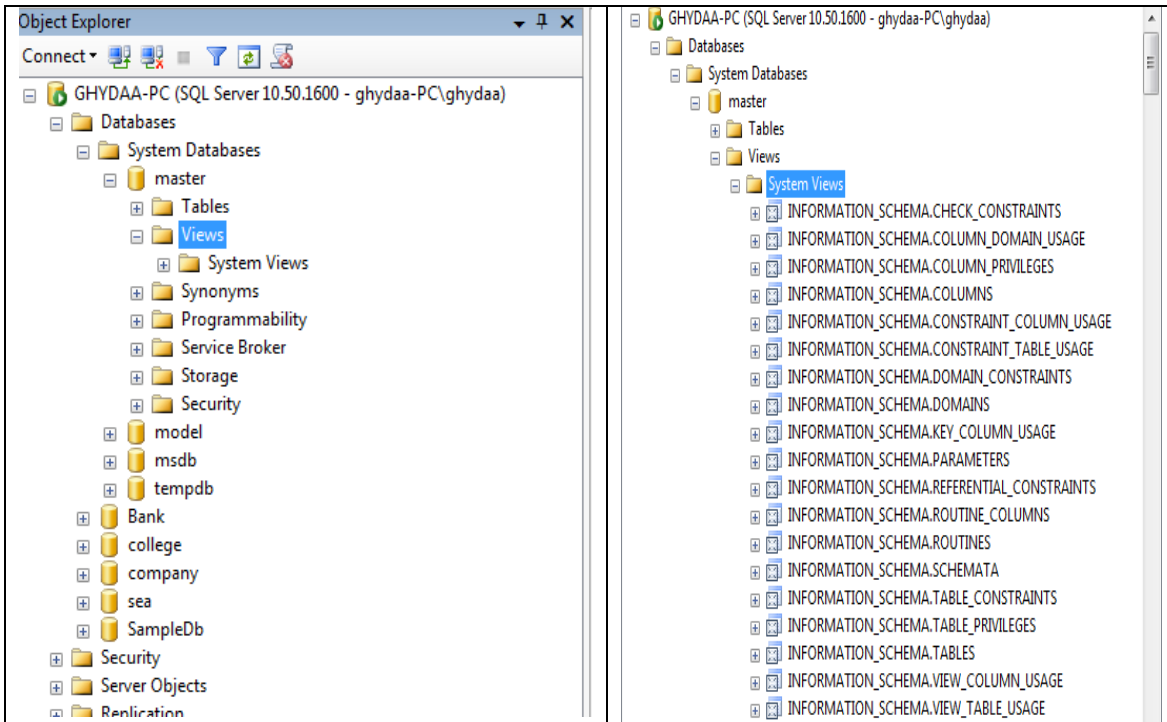 Object Explorer
Connect
GHYDAA-PC (SQL Server 10.50.1600 - ghydaa-PC\ghydaa)
Databases
System Databases
master
Tables
Views
System Views
Synonyms
Programmability
Service Broker
Storage
Security
model
msdb
tempdb
Bank
college
company
sea
SampleDb
Security
Server Objects
Replication
GHYDAA-PC (SQL Server 10.50.1600 - ghydaa-PC\ghydaa)
Databases
System Databases
master
Tables
Views
System Views
INFORMATION_SCHEMA.CHECK_CONSTRAINTS
INFORMATION_SCHEMA.COLUMN_DOMAIN_USAGE
INFORMATION_SCHEMA.COLUMN_PRIVILEGES
INFORMATION_SCHEMA.COLUMNS
INFORMATION_SCHEMA.CONSTRAINT_COLUMN_USAGE
INFORMATION_SCHEMA.CONSTRAINT_TABLE_USAGE
INFORMATION_SCHEMA.DOMAIN_CONSTRAINTS
INFORMATION_SCHEMA.DOMAINS
INFORMATION_SCHEMA.KEY_COLUMN_USAGE
INFORMATION_SCHEMA.PARAMETERS
INFORMATION_SCHEMA.REFERENTIAL_CONSTRAINTS
INFORMATION_SCHEMA.ROUTINE_COLUMNS
INFORMATION_SCHEMA.ROUTINES
INFORMATION_SCHEMA.SCHEMATA
INFORMATION_SCHEMA.TABLE_CONSTRAINTS
INFORMATION_SCHEMA.TABLE_PRIVILEGES
INFORMATION_SCHEMA.TABLES
INFORMATION_SCHEMA.VIEW_COLUMN_USAGE
INFORMATION_SCHEMA.VIEW_TABLE_USAGE